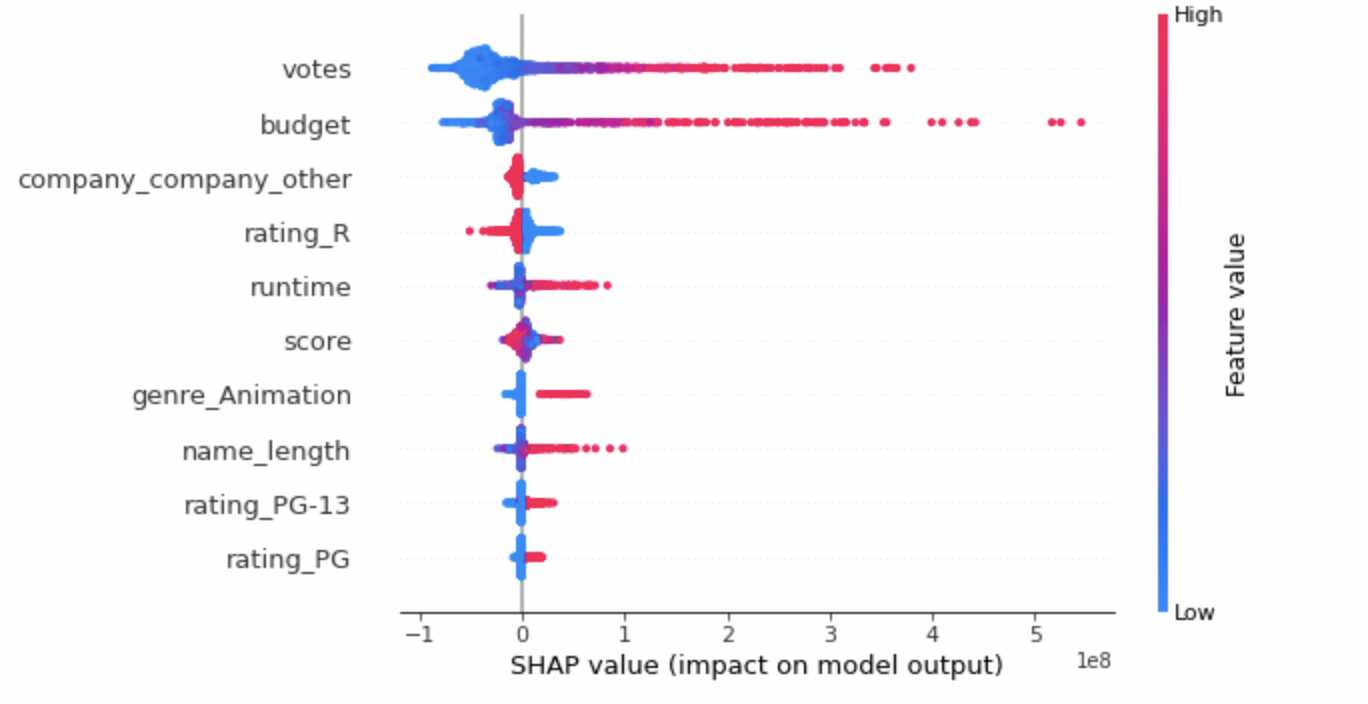 High
votes
budget
company_company_other
rating_R
runtime
score
genre_Animation
name_length
rating_PG-13
rating_PG
Feature value
Low
−1 0 1 2 3 4 5
1e8
SHAP value (impact on model output)